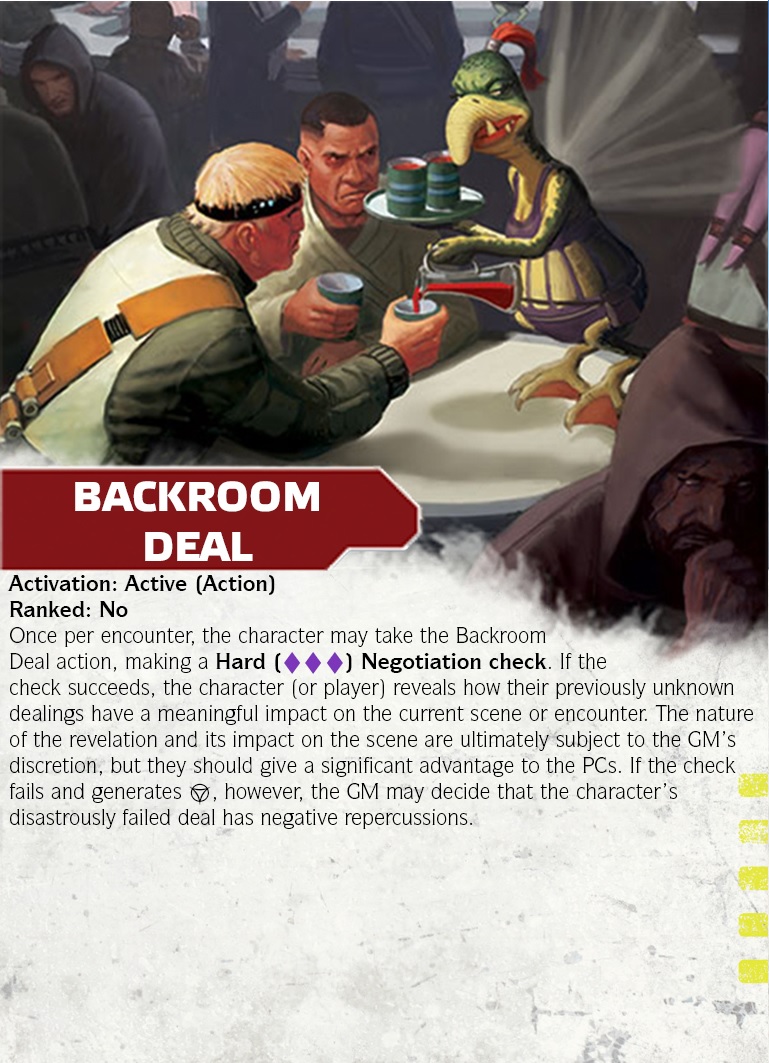 BACKROOM
DEAL
Activation: Active (Action)
Ranked: No
Once per encounter, the character may take the Backroom
Deal action, making a Hard (♦♦♦) Negotiation check. If the
check succeeds, the character (or player) reveals how their previously unknown
dealings have a meaningful impact on the current scene or encounter. The nature
of the revelation and its impact on the scene are ultimately subject to the GM’s
discretion, but they should give a significant advantage to the PCs. If the check
fails and generates , however, the GM may decide that the character’s
disastrously failed deal has negative repercussions.